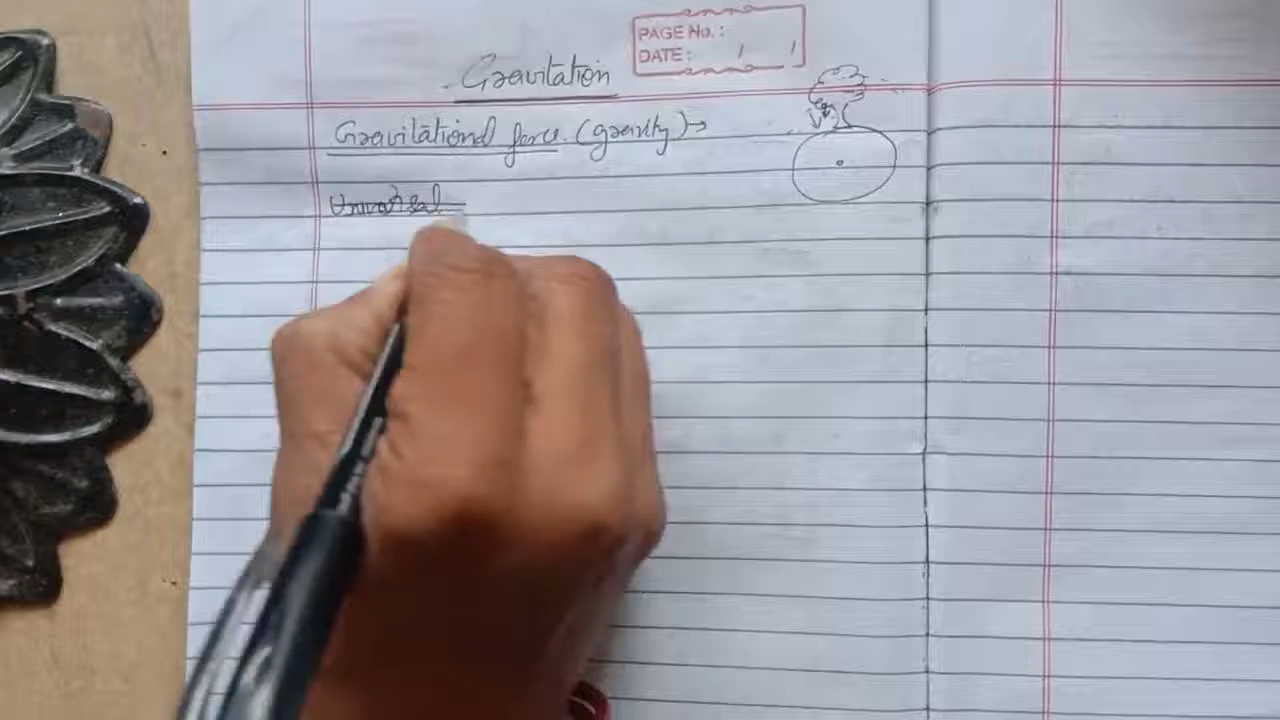 PAGE No.:
DATE: / /
Gravitation
Gravitational force (gravity)→
Universal